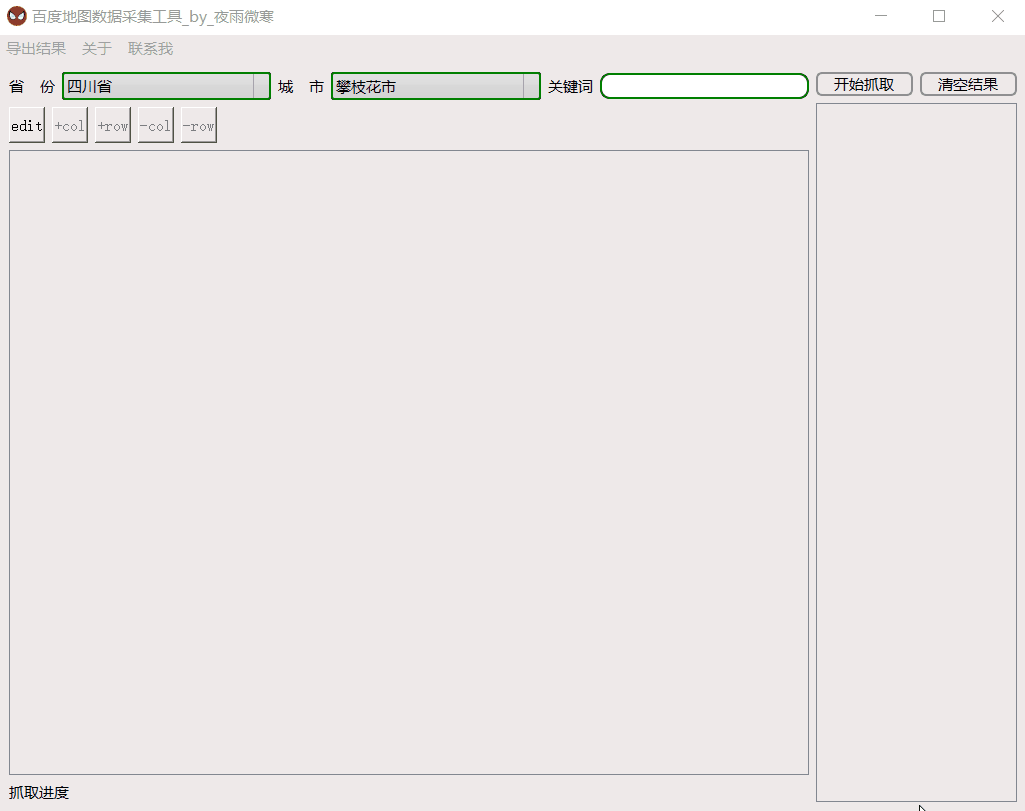 百度地图数据采集工具_by_夜雨微寒
导出结果 关于 联系我
省 份 四川省 城 市 攀枝花市 关键词 开始抓取 清空结果
edit +col +row -col -row
抓取进度